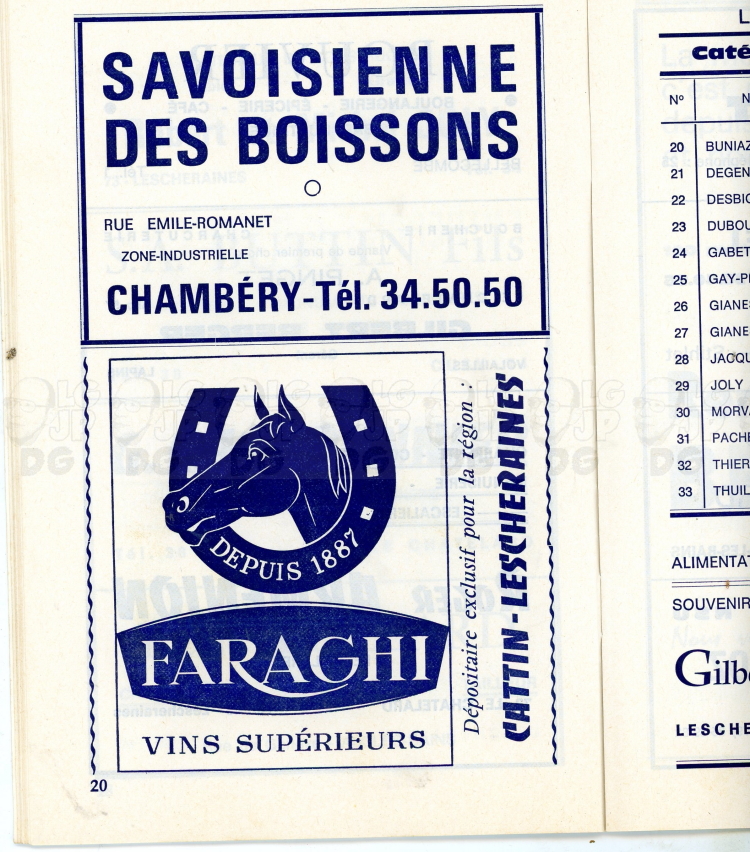 SAVOISIENNE
DES BOISSONS
RUE EMILE-ROMANET
ZONE-INDUSTRIELLE
CHAMBÉRY-Tél. 34.50.50
DEPUIS 1887
FARAGHI
VINS SUPÉRIEURS
Dépositaire exclusif pour la région :
CATTIN-LESCHERAINES
20
L
Caté
Nº N
20 BUNIAZ
21 DEGEN
22 DESBIO
23 DUBOU
24 GABET
25 GAY-P
26 GIANE
27 GIANE
28 JACQU
29 JOLY
30 MORVA
31 PACHE
32 THIER
33 THUIL
ALIMENTAT
SOUVENIR
Gilbe
LESCHE